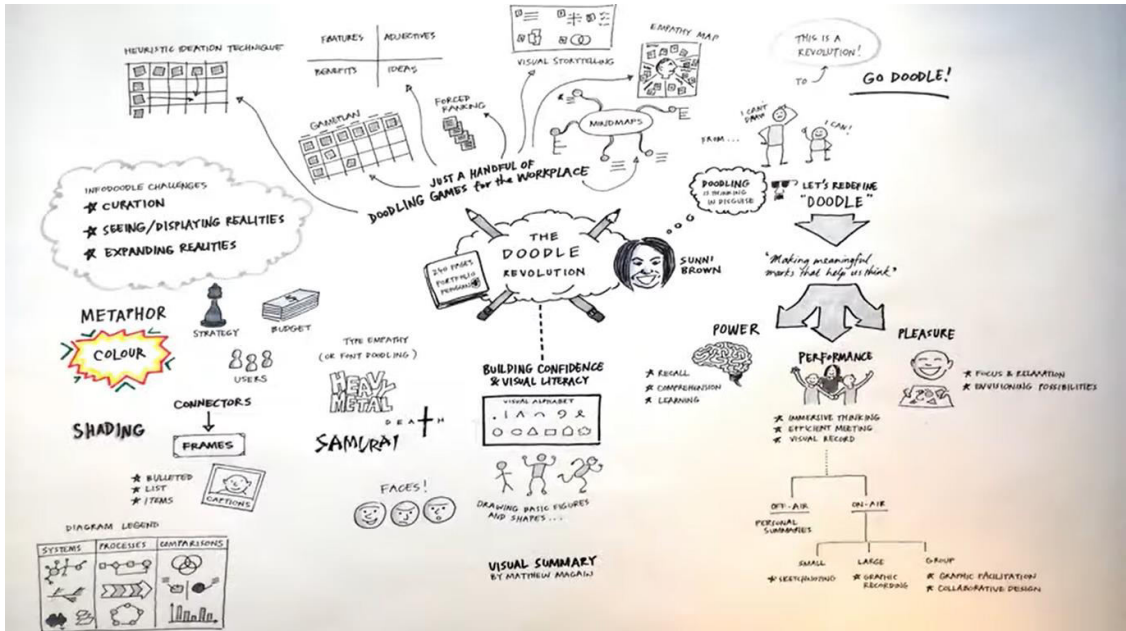 HEURISTIC IDEATION TECHNIQUE
FEATURES
ADJECTIVES
BENEFITS
IDEAS
VISUAL STORYTELLING
EMPATHY MAP
THIS IS A
REVOLUTION!
TO
GO DOODLE!
GAMEPLAN
FORCED
RANKING
MINDMAPS
FROM...
I CAN'T
DRAW
I CAN!
JUST A HANDFUL OF
DOODLING GAMES for the WORKPLACE
INFODOODLE CHALLENGES
CURATION
SEEING/DISPLAYING REALITIES
EXPANDING REALITIES
DOODLING
IS THINKING
IN DISGUISE
LET'S REDEFINE
"DOODLE"
THE
DOODLE
REVOLUTION
240 PAGES
PORTFOLIO
PENGUIN
SUNNI
BROWN
"Making meaningful
marks that help us think"
METAPHOR
COLOUR
STRATEGY
$
BUDGET
USERS
CONNECTORS
SHADING
FRAMES
BULLETED
LIST
ITEMS
CAPTIONS
TYPE EMPATHY
(OR FONT DOODLING)
HEAVY
METAL
DEATH
SAMURAI
FACES!
BUILDING CONFIDENCE
& VISUAL LITERACY
VISUAL ALPHABET
DRAWING BASIC FIGURES
AND SHAPES...
VISUAL SUMMARY
BY MATTHEW MAGAIN
POWER
RECALL
COMPREHENSION
LEARNING
PERFORMANCE
IMMERSIVE THINKING
EFFICIENT MEETING
VISUAL RECORD
PLEASURE
FOCUS & RELAXATION
ENVISIONING POSSIBILITIES
OFF-AIR
PERSONAL
SUMMARIES
ON-AIR
SMALL
SKETCHNOTING
LARGE
GRAPHIC
RECORDING
GROUP
GRAPHIC FACILITATION
COLLABORATIVE DESIGN
DIAGRAM LEGEND
SYSTEMS
PROCESSES
COMPARISONS